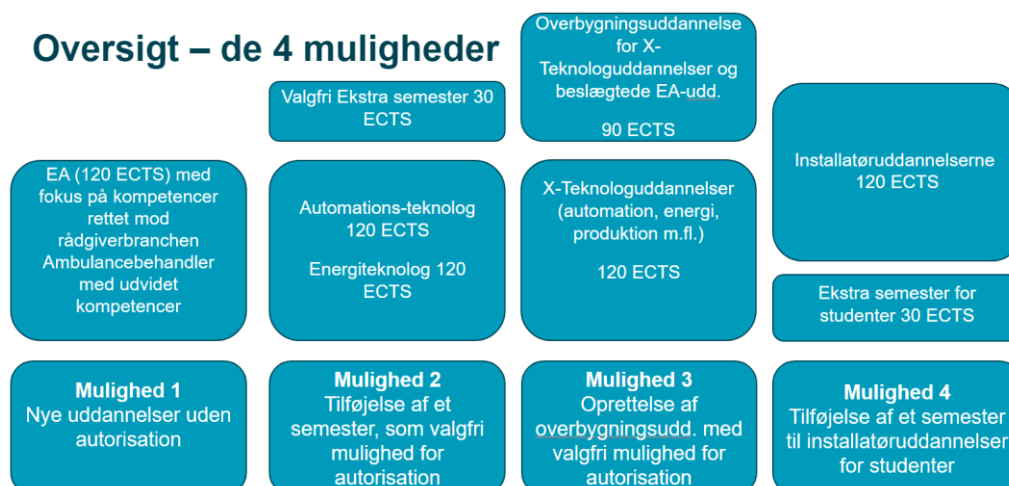 Oversigt – de 4 muligheder
EA (120 ECTS) med
fokus på kompetencer
rettet mod
rådgiverbranchen
Ambulancebehandler
med udvidet
kompetencer
Mulighed 1
Nye uddannelser uden
autorisation
Valgfri Ekstra semester 30
ECTS
Automations-teknolog
120 ECTS
Energiteknolog 120
ECTS
Mulighed 2
Tilføjelse af et
semester, som valgfri
mulighed for
autorisation
Overbygningsuddannelse
for X-
Teknologuddannelser og
beslægtede EA-udd.
90 ECTS
X-Teknologuddannelser
(automation, energi,
produktion m.fl.)
120 ECTS
Mulighed 3
Oprettelse af
overbygningsudd. med
valgfri mulighed for
autorisation
Installatøruddannelserne
120 ECTS
Ekstra semester for
studenter 30 ECTS
Mulighed 4
Tilføjelse af et semester
til installatøruddannelser
for studenter